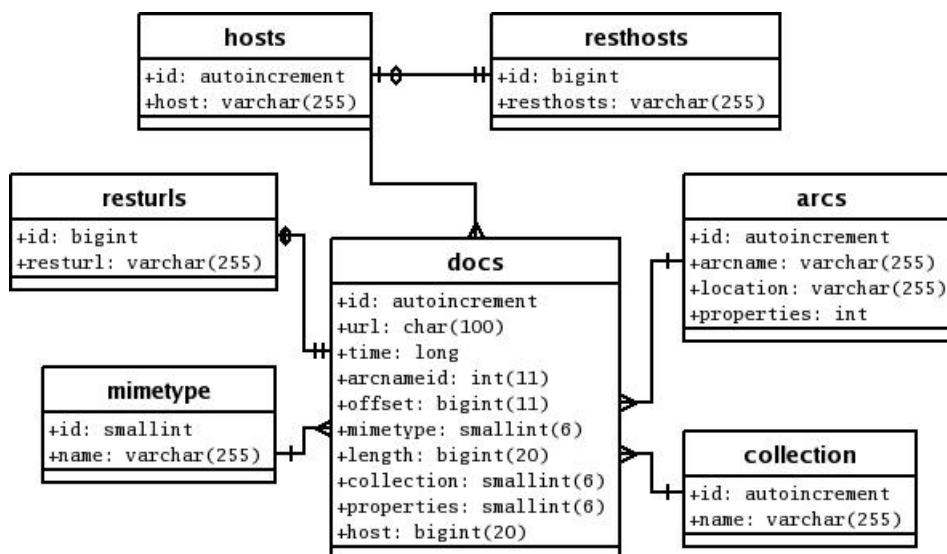 hosts
+id: autoincrement
+host: varchar(255)
resthosts
+id: bigint
+resthosts: varchar(255)
resturls
+id: bigint
+resturl: varchar(255)
arcs
+id: autoincrement
+arcname: varchar(255)
+location: varchar(255)
+properties: int
docs
+id: autoincrement
+url: char(100)
+time: long
+arcnameid: int(11)
+offset: bigint(11)
+mimetype: smallint(6)
+length: bigint(20)
+collection: smallint(6)
+properties: smallint(6)
+host: bigint(20)
mimetype
+id: smallint
+name: varchar(255)
collection
+id: autoincrement
+name: varchar(255)